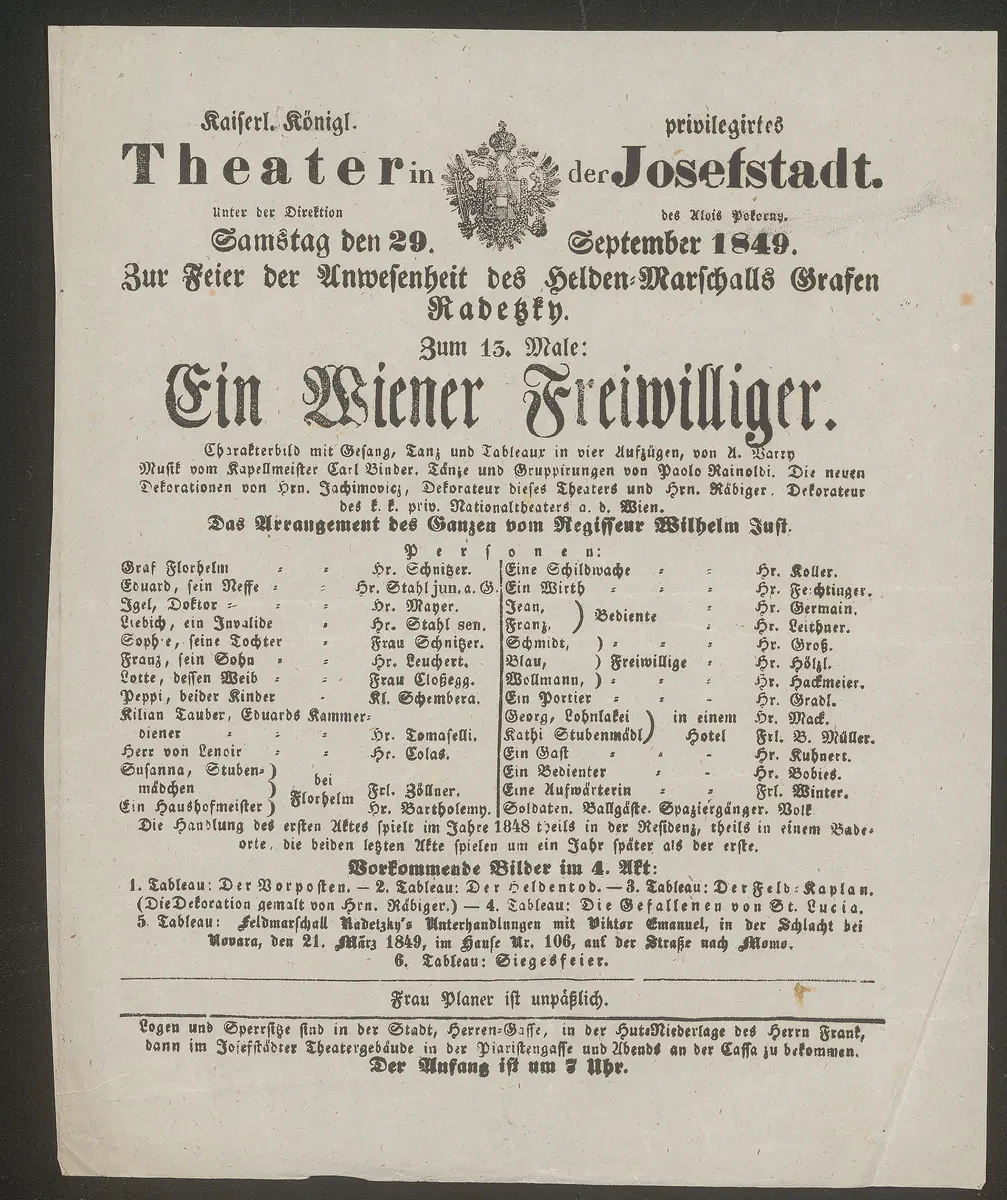 Kaiserl. Königl. privilegirtes
Theater in der Josefstadt.
Unter der Direktion des Alois Pokorny.
Samstag den 29. September 1849.
Zur Feier der Anwesenheit des Helden-Marschalls Grafen
Radetzky.
Zum 13. Male:
Ein Wiener Freiwilliger.
Charakterbild mit Gesang, Tanz und Tableaux in vier Aufzügen, von A. Varry
Musik vom Kapellmeister Carl Binder. Tänze und Gruppirungen von Paolo Rainoldi. Die neuen
Dekorationen von Hrn. Jachimovicz, Dekorateur dieses Theaters und Hrn. Räbiger, Dekorateur
des k. k. priv. Nationaltheaters a. d. Wien.
Das Arrangement des Ganzen vom Regisseur Wilhelm Just.
Personen:
Graf Florhelm - - Hr. Schnitzer.
Eduard, sein Neffe - Hr. Stahl jun. a. G.
Igel, Doktor - - Hr. Mayer.
Liebich, ein Invalide - Hr. Stahl sen.
Sophie, seine Tochter - Frau Schnitzer.
Franz, sein Sohn - - Hr. Leuchert.
Lotte, dessen Weib - - Frau Cloßegg.
Peppi, beider Kinder - Kl. Schembera.
Kilian Tauber, Eduards Kammer-
diener - - - Hr. Tomaselli.
Herr von Lenoir - - Hr. Colas.
Susanna, Stuben-)
mädchen ) bei Florhelm Frl. Zöllner.
Ein Haushofmeister) Hr. Bartholemy.
Eine Schildwache - - Hr. Koller.
Ein Wirth - - - Hr. Feichtinger.
Jean, ) Bediente - Hr. Germain.
Franz, ) - Hr. Leithner.
Schmidt, ) - - Hr. Groß.
Blau, ) Freiwillige - Hr. Hölzl.
Wollmann, ) - - Hr. Hackmeier.
Ein Portier - - - Hr. Gradl.
Georg, Lohnlakei ) in einem Hr. Mack.
Kathi Stubenmädl ) Hotel Frl. B. Müller.
Ein Gast - - - Hr. Kuhnert.
Ein Bedienter - - Hr. Bobies.
Eine Aufwärterin - - Frl. Winter.
Soldaten. Ballgäste. Spaziergänger. Volk
Die Handlung des ersten Aktes spielt im Jahre 1848 theils in der Residenz, theils in einem Bade-
orte, die beiden letzten Akte spielen um ein Jahr später als der erste.
Vorkommende Bilder im 4. Akt:
1. Tableau: Der Vorposten. — 2. Tableau: Der Heldentod. — 3. Tableau: Der Feld-Kaplan.
(Die Dekoration gemalt von Hrn. Räbiger.) — 4. Tableau: Die Gefallenen von St. Lucia.
5. Tableau: Feldmarschall Radetzky's Unterhandlungen mit Viktor Emanuel, in der Schlacht bei
Novara, den 21. März 1849, im Hause Nr. 106, auf der Straße nach Momo.
6. Tableau: Siegesfeier.
Frau Planer ist unpäßlich.
Logen und Sperrsitze sind in der Stadt, Herren-Gasse, in der Hut-Niederlage des Herrn Frank,
dann im Josefstädter Theatergebäude in der Piaristengasse und Abends an der Cassa zu bekommen.
Der Anfang ist um 7 Uhr.